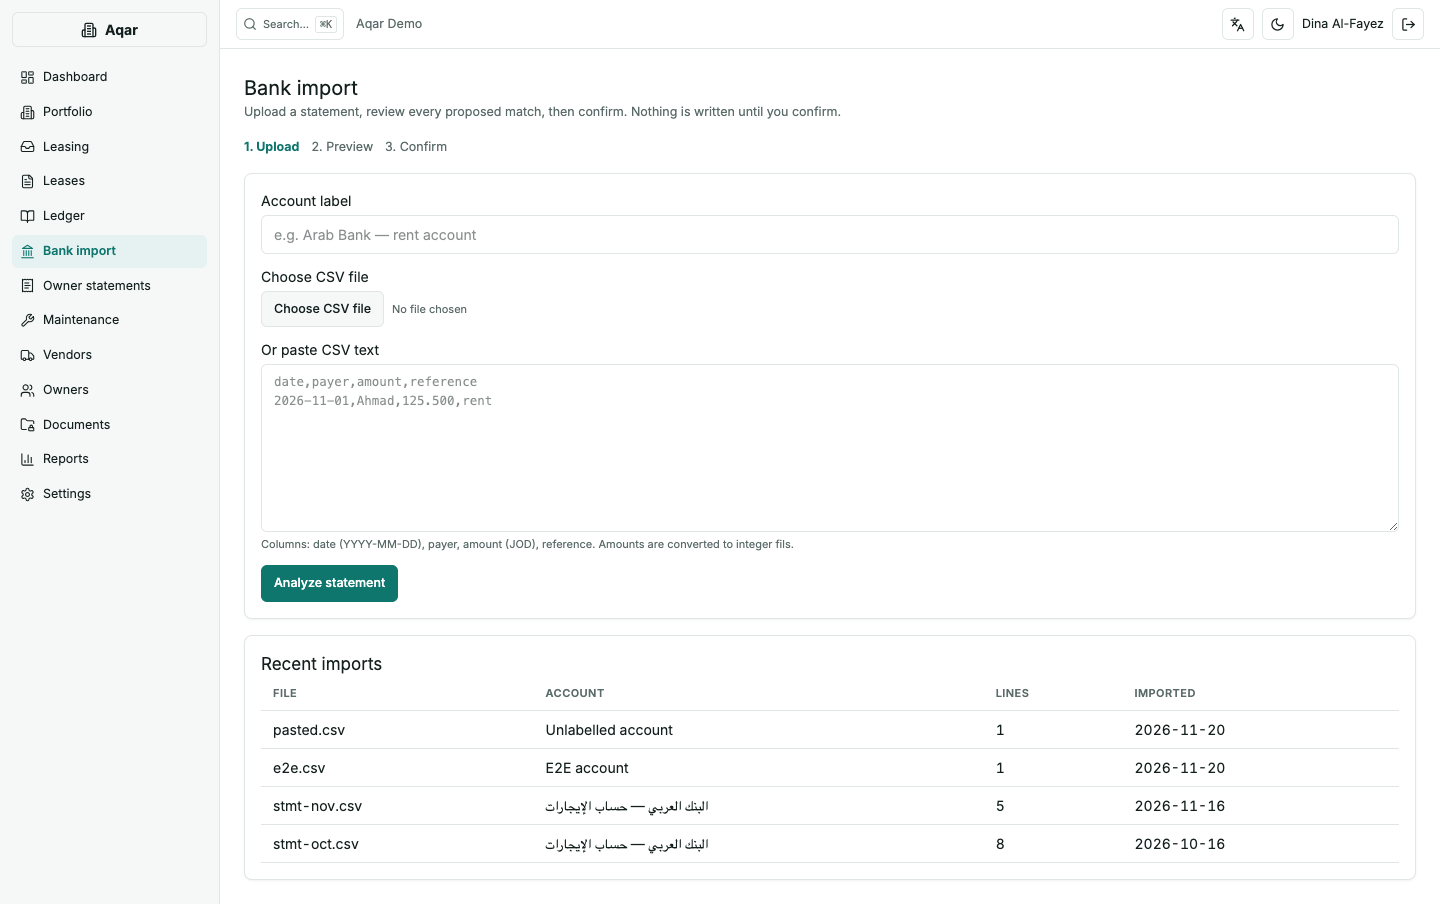 Aqar
Dashboard
Portfolio
Leasing
Leases
Ledger
Bank import
Owner statements
Maintenance
Vendors
Owners
Documents
Reports
Settings
Search... ⌘K
Aqar Demo
Dina Al-Fayez
Bank import
Upload a statement, review every proposed match, then confirm. Nothing is written until you confirm.
1. Upload 2. Preview 3. Confirm
Account label
e.g. Arab Bank — rent account
Choose CSV file
Choose CSV file No file chosen
Or paste CSV text
date,payer,amount,reference
2026-11-01,Ahmad,125.500,rent
Columns: date (YYYY-MM-DD), payer, amount (JOD), reference. Amounts are converted to integer fils.
Analyze statement
Recent imports
FILE ACCOUNT LINES IMPORTED
pasted.csv Unlabelled account 1 2026-11-20
e2e.csv E2E account 1 2026-11-20
stmt-nov.csv البنك العربي — حساب الإيجارات 5 2026-11-16
stmt-oct.csv البنك العربي — حساب الإيجارات 8 2026-10-16